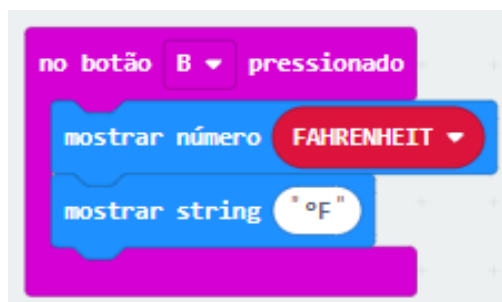 no botão B pressionado
mostrar número FAHRENHEIT
mostrar string "ºF"